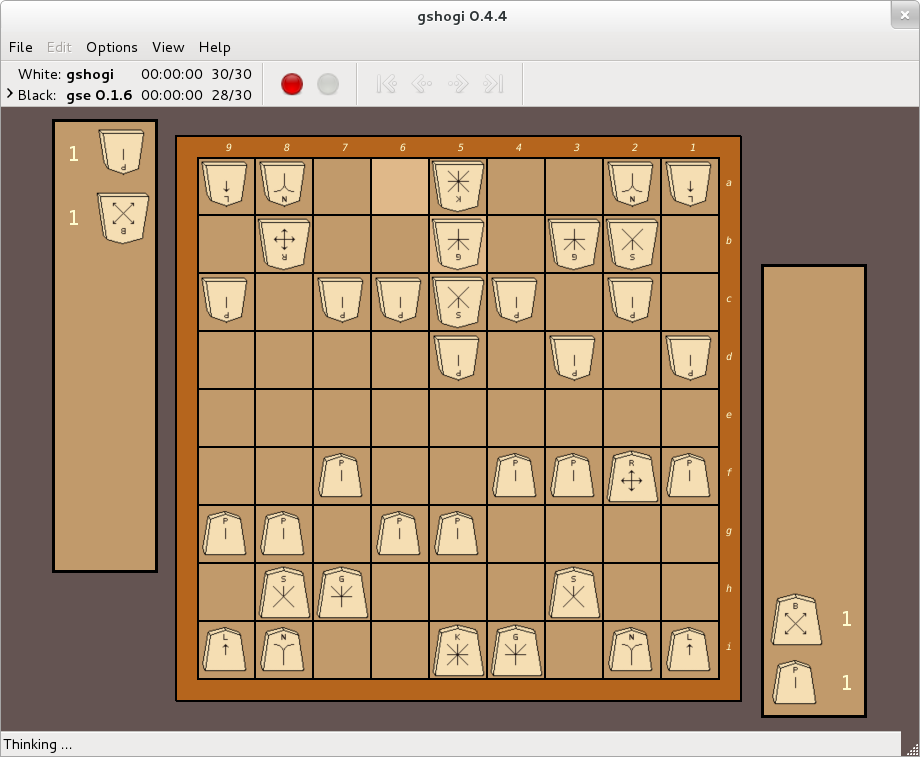 gshogi 0.4.4
File Edit Options View Help
White: gshogi 00:00:00 30/30
Black: gse 0.1.6 00:00:00 28/30
1 P
1 B
9 8 7 6 5 4 3 2 1
L N K N L a
R G G S b
P P P S P P c
P P P d
e
P P P R P f
P P P P g
S G S h
L N K G N L i
B 1
P 1
Thinking ...